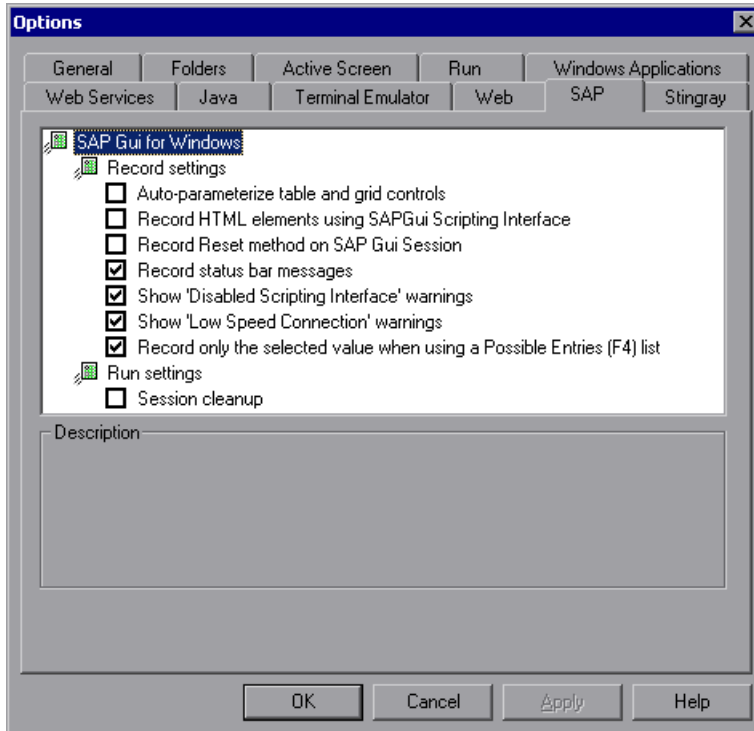 Options
General Folders Active Screen Run Windows Applications
Web Services Java Terminal Emulator Web SAP Stingray
SAP Gui for Windows
Record settings
Auto-parameterize table and grid controls
Record HTML elements using SAPGui Scripting Interface
Record Reset method on SAP Gui Session
Record status bar messages
Show 'Disabled Scripting Interface' warnings
Show 'Low Speed Connection' warnings
Record only the selected value when using a Possible Entries (F4) list
Run settings
Session cleanup
Description
OK Cancel Apply Help